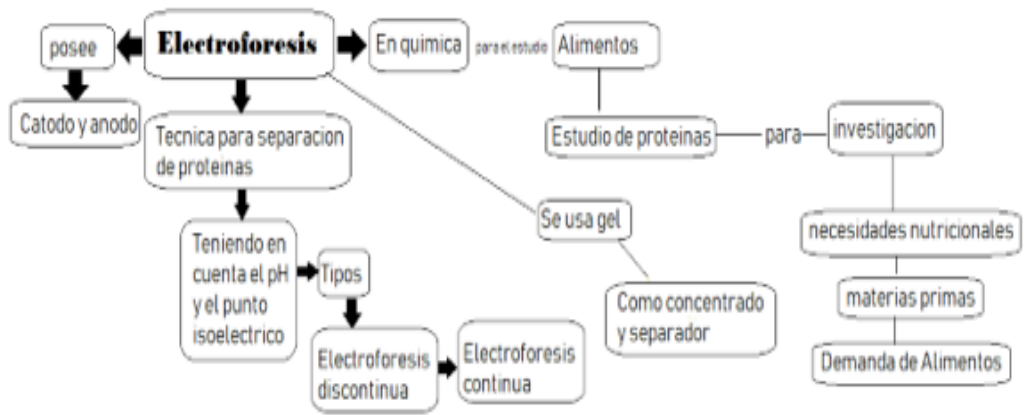 posee
Electroforesis
En quimica
para el estudio
Alimentos
Catodo y anodo
Tecnica para separacion
de proteinas
Estudio de proteinas
para
investigacion
Teniendo en
cuenta el pH
y el punto
isoelectrico
Tipos
Se usa gel
necesidades nutricionales
Como concentrado
y separador
materias primas
Electroforesis
discontinua
Electroforesis
continua
Demanda de Alimentos